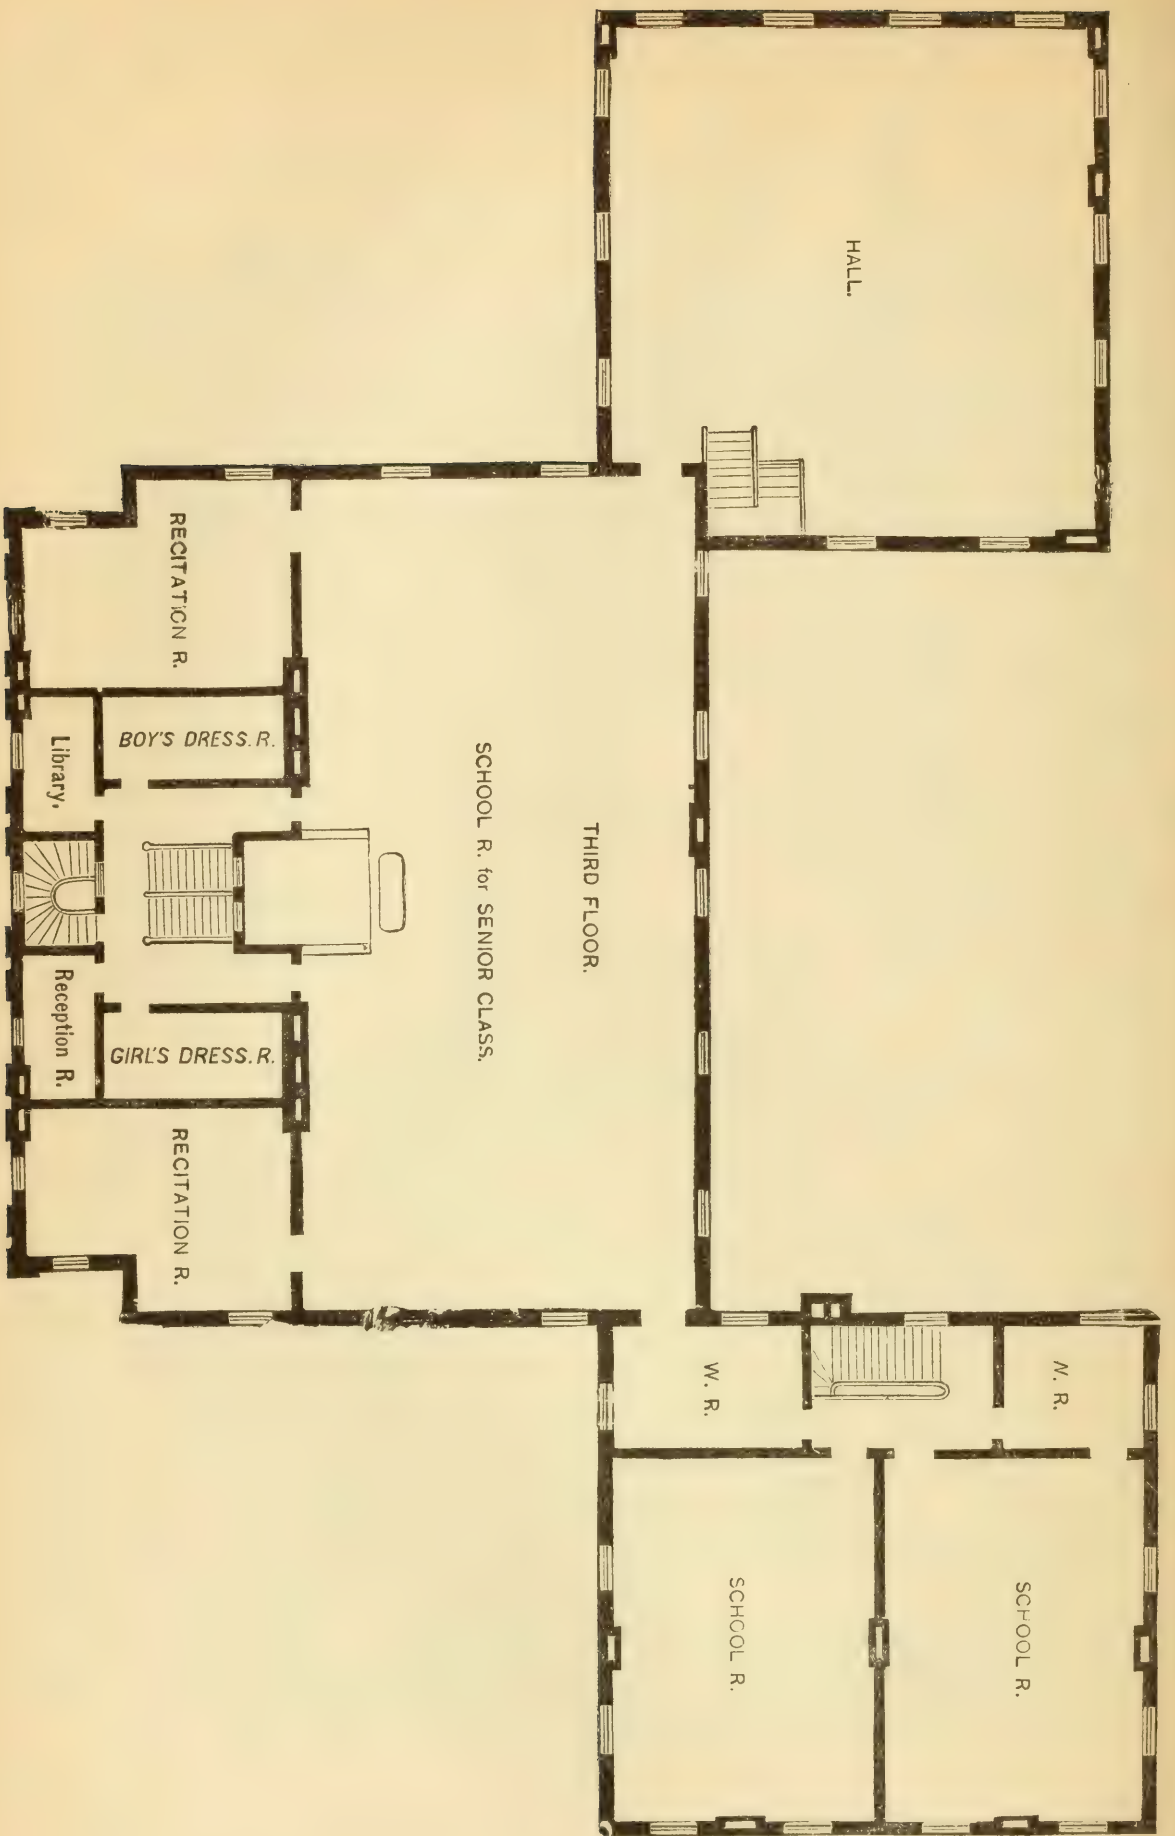 HALL.
THIRD FLOOR.
SCHOOL R. for SENIOR CLASS.
RECITATION R.
BOY'S DRESS. R.
Library.
Reception R.
GIRL'S DRESS. R.
RECITATION R.
W. R.
W. R.
SCHOOL R.
SCHOOL R.